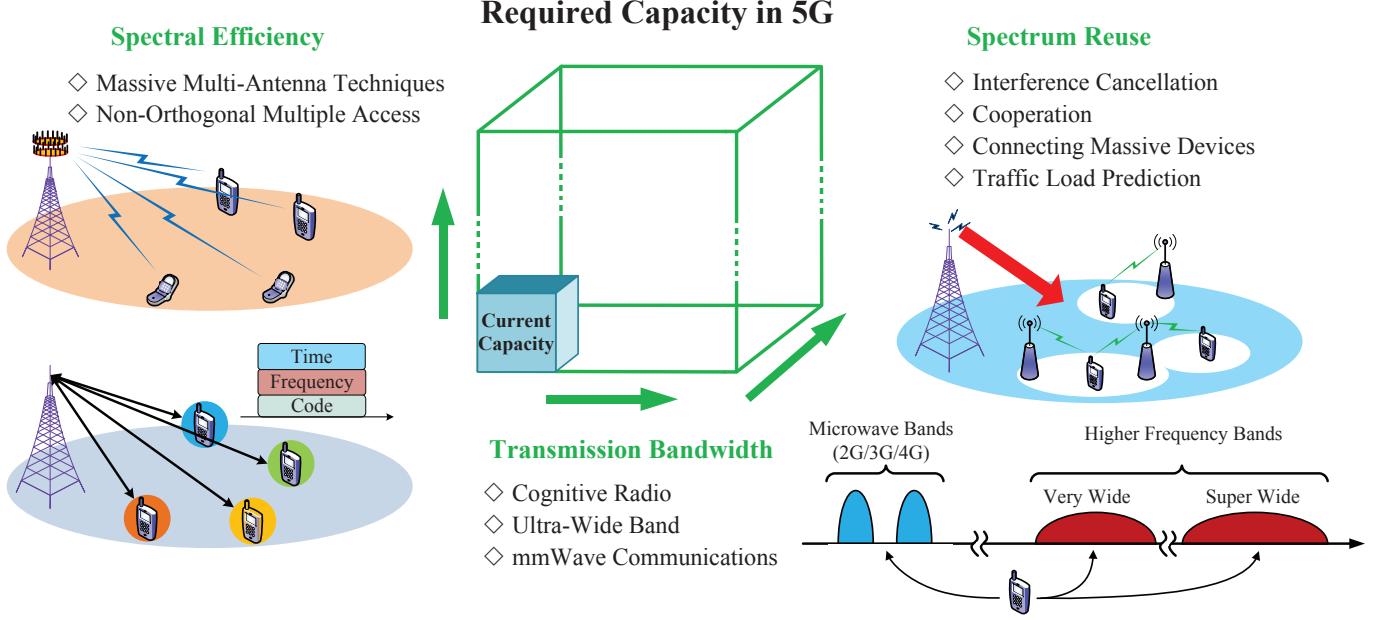 Required Capacity in 5G
Spectral Efficiency
◇ Massive Multi-Antenna Techniques
◇ Non-Orthogonal Multiple Access
Spectrum Reuse
◇ Interference Cancellation
◇ Cooperation
◇ Connecting Massive Devices
◇ Traffic Load Prediction
Current
Capacity
Time
Frequency
Code
Transmission Bandwidth
◇ Cognitive Radio
◇ Ultra-Wide Band
◇ mmWave Communications
Microwave Bands
(2G/3G/4G)
Higher Frequency Bands
Very Wide
Super Wide